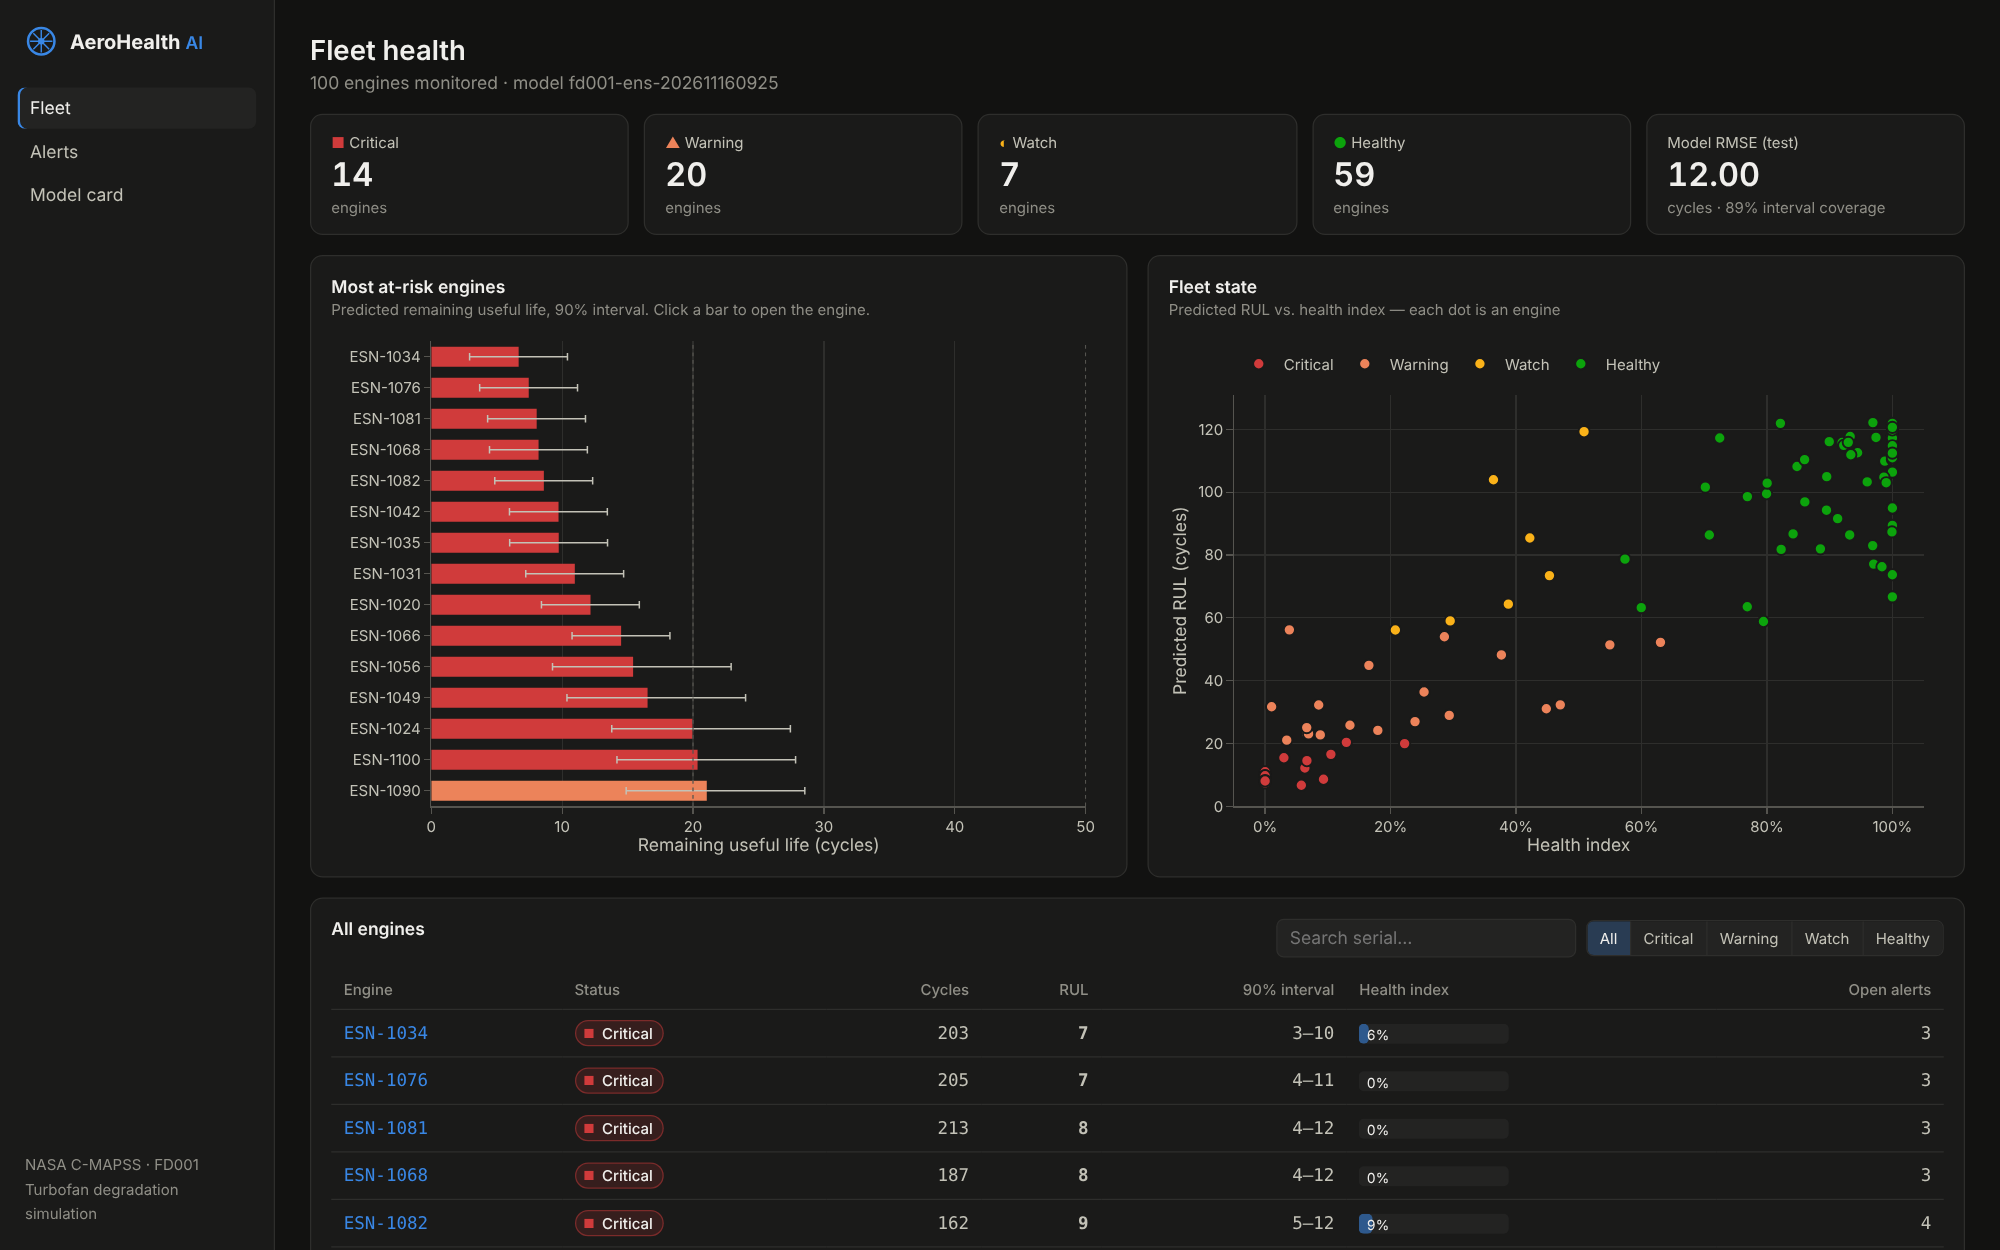 AeroHealth AI
Fleet
Alerts
Model card
NASA C-MAPSS · FD001
Turbofan degradation
simulation
Fleet health
100 engines monitored · model fd001-ens-202611160925
Critical
14
engines
Warning
20
engines
Watch
7
engines
Healthy
59
engines
Model RMSE (test)
12.00
cycles · 89% interval coverage
Most at-risk engines
Predicted remaining useful life, 90% interval. Click a bar to open the engine.
ESN-1034
ESN-1076
ESN-1081
ESN-1068
ESN-1082
ESN-1042
ESN-1035
ESN-1031
ESN-1020
ESN-1066
ESN-1056
ESN-1049
ESN-1024
ESN-1100
ESN-1090
0 10 20 30 40 50
Remaining useful life (cycles)
Fleet state
Predicted RUL vs. health index — each dot is an engine
Critical Warning Watch Healthy
Predicted RUL (cycles)
120
100
80
60
40
20
0
0% 20% 40% 60% 80% 100%
Health index
All engines
Search serial...
All Critical Warning Watch Healthy
Engine Status Cycles RUL 90% interval Health index Open alerts
ESN-1034 Critical 203 7 3–10 6% 3
ESN-1076 Critical 205 7 4–11 0% 3
ESN-1081 Critical 213 8 4–12 0% 3
ESN-1068 Critical 187 8 4–12 0% 3
ESN-1082 Critical 162 9 5–12 9% 4